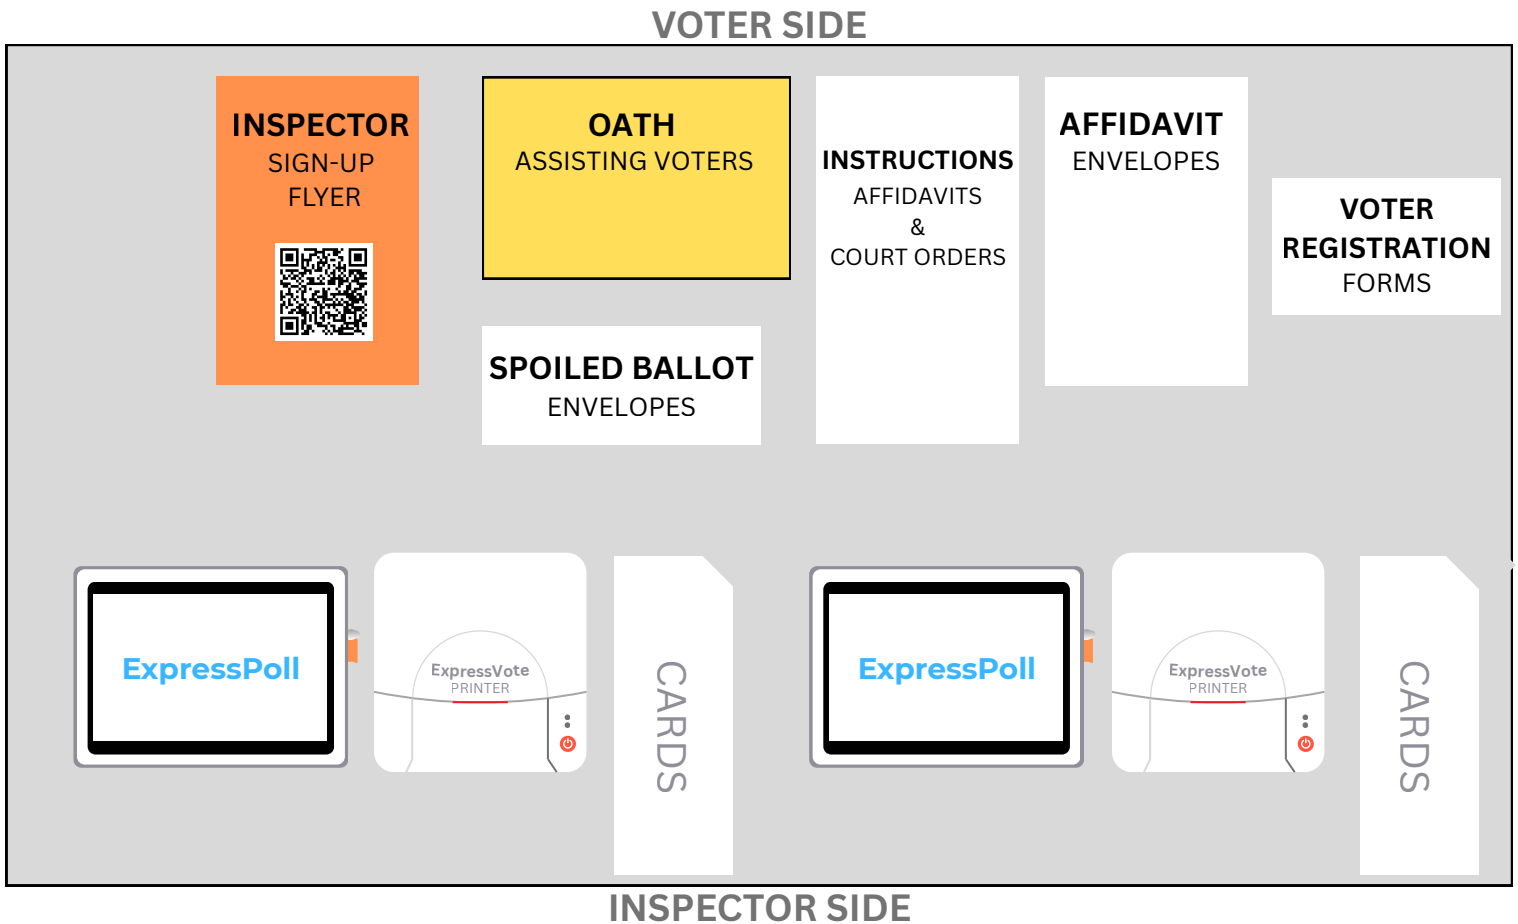 VOTER SIDE
INSPECTOR
SIGN-UP
FLYER
OATH
ASSISTING VOTERS
INSTRUCTIONS
AFFIDAVITS
&
COURT ORDERS
AFFIDAVIT
ENVELOPES
VOTER
REGISTRATION
FORMS
SPOILED BALLOT
ENVELOPES
ExpressPoll
ExpressVote
PRINTER
CARDS
ExpressPoll
ExpressVote
PRINTER
CARDS
INSPECTOR SIDE